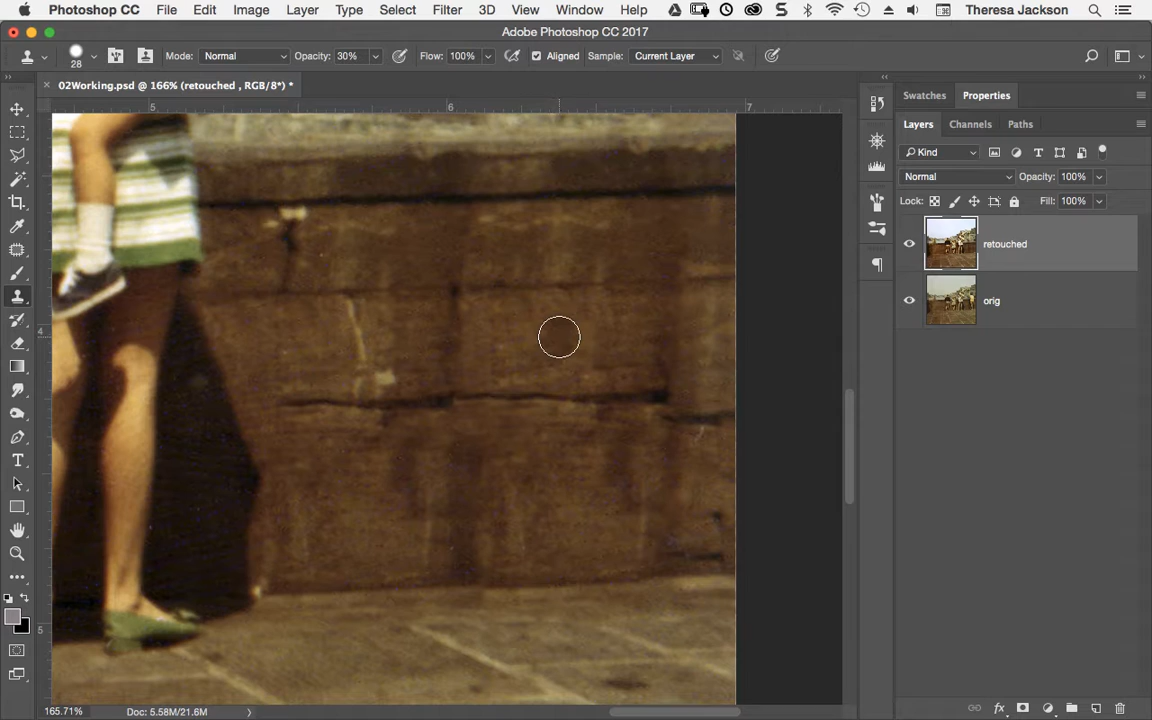 Photoshop CC File Edit Image Layer Type Select Filter 3D View Window Help Theresa Jackson
Adobe Photoshop CC 2017
28 Mode: Normal Opacity: 30% Flow: 100% Aligned Sample: Current Layer
02Working.psd @ 166% (retouched , RGB/8*) *
Swatches Properties
5 6 7
Layers Channels Paths
Kind
Normal Opacity: 100%
Lock: Fill: 100%
retouched
orig
4
5
165.71% Doc: 5.58M/21.6M